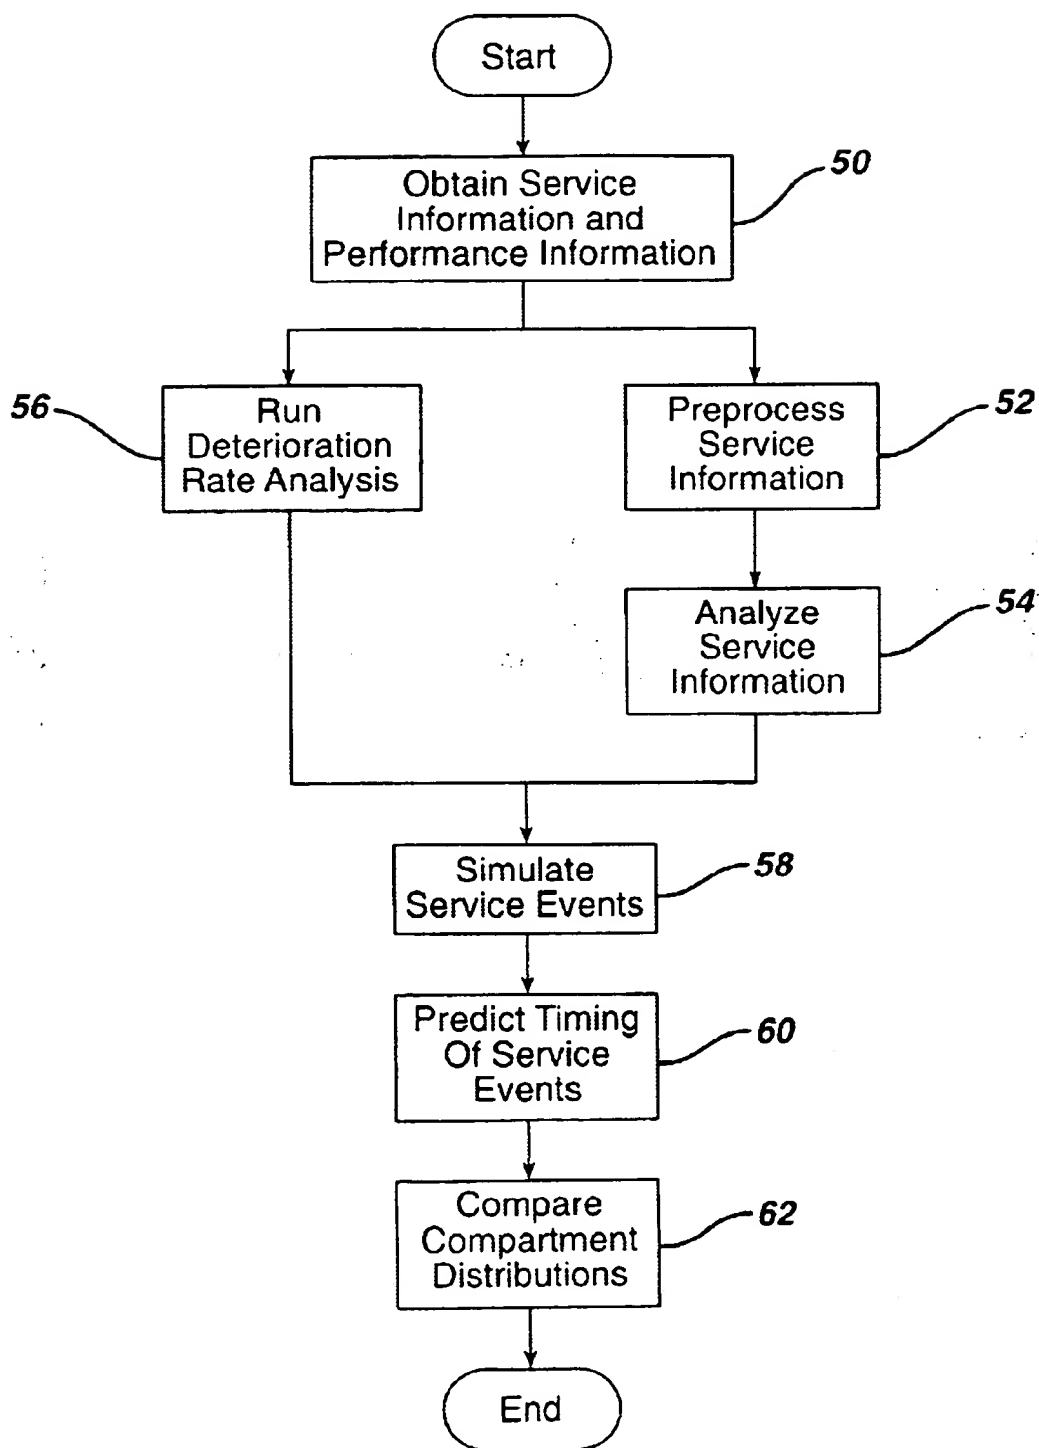 Start
50
Obtain Service
Information and
Performance Information
56
Run
Deterioration
Rate Analysis
Preprocess
Service
Information
52
Analyze
Service
Information
54
Simulate
Service Events
58
Predict Timing
Of Service
Events
60
Compare
Compartment
Distributions
62
End